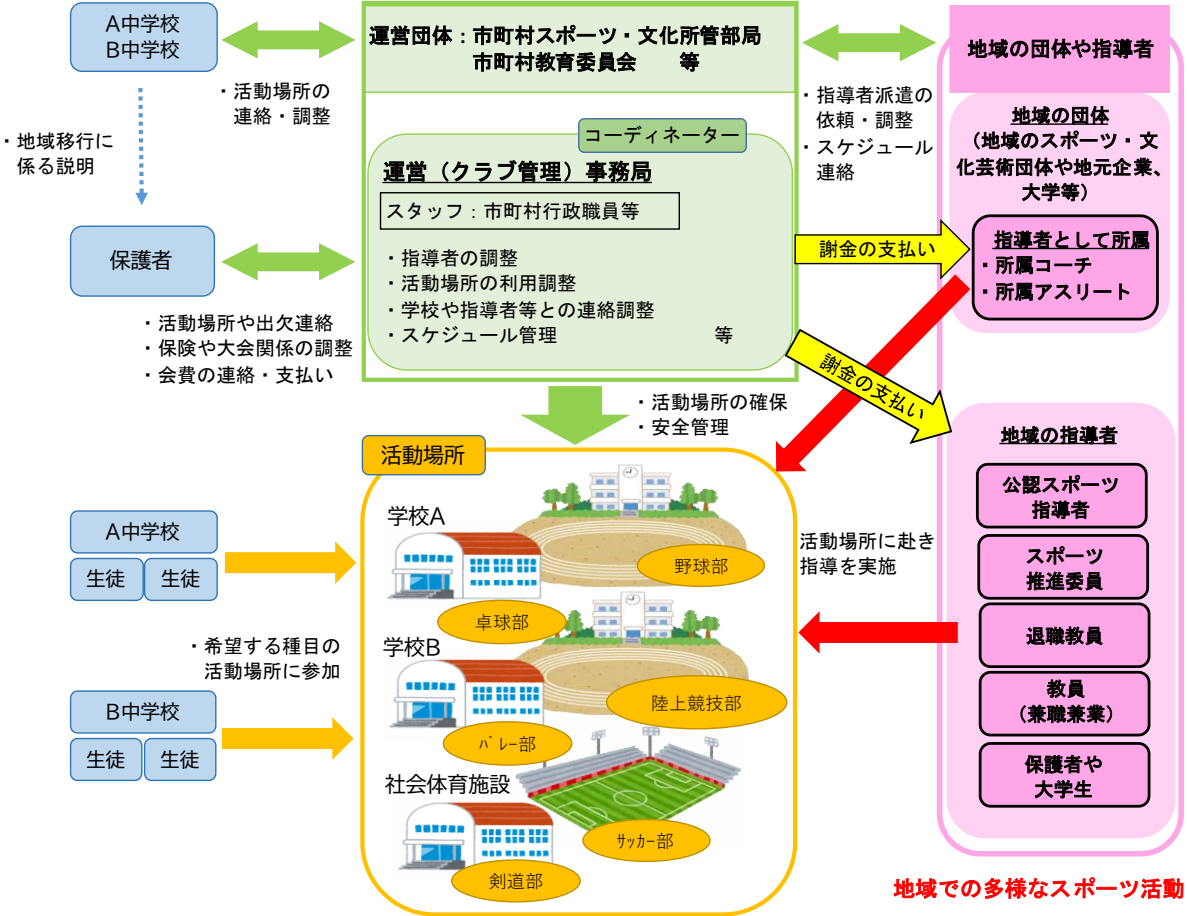 A中学校
B中学校
・活動場所の
連絡・調整
・地域移行に
係る説明
保護者
・活動場所や出欠連絡
・保険や大会関係の調整
・会費の連絡・支払い
運営団体：市町村スポーツ・文化所管部局
市町村教育委員会　　等
コーディネーター
運営（クラブ管理）事務局
スタッフ：市町村行政職員等
・指導者の調整
・活動場所の利用調整
・学校や指導者等との連絡調整
・スケジュール管理　　　　　　等
・指導者派遣の
依頼・調整
・スケジュール
連絡
地域の団体や指導者
地域の団体
（地域のスポーツ・文
化芸術団体や地元企業、
大学等）
謝金の支払い
指導者として所属
・所属コーチ
・所属アスリート
謝金の支払い
・活動場所の確保
・安全管理
活動場所
学校A
野球部
卓球部
学校B
陸上競技部
ﾊﾞﾚｰ部
社会体育施設
ｻｯｶｰ部
剣道部
A中学校
生徒
生徒
・希望する種目の
活動場所に参加
B中学校
生徒
生徒
活動場所に赴き
指導を実施
地域の指導者
公認スポーツ
指導者
スポーツ
推進委員
退職教員
教員
（兼職兼業）
保護者や
大学生
地域での多様なスポーツ活動